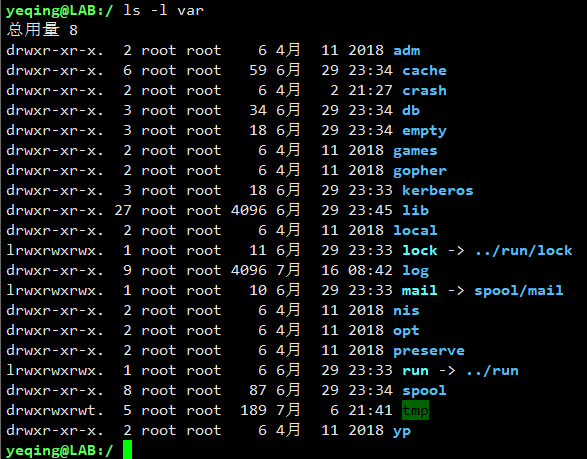 yeqing@LAB:/ ls -l var
总用量 8
drwxr-xr-x.  2 root root    6 4月  11 2018 adm
drwxr-xr-x.  6 root root   59 6月  29 23:34 cache
drwxr-xr-x.  2 root root    6 4月   2 21:27 crash
drwxr-xr-x.  3 root root   34 6月  29 23:34 db
drwxr-xr-x.  3 root root   18 6月  29 23:34 empty
drwxr-xr-x.  2 root root    6 4月  11 2018 games
drwxr-xr-x.  2 root root    6 4月  11 2018 gopher
drwxr-xr-x.  3 root root   18 6月  29 23:33 kerberos
drwxr-xr-x. 27 root root 4096 6月  29 23:45 lib
drwxr-xr-x.  2 root root    6 4月  11 2018 local
lrwxrwxrwx.  1 root root   11 6月  29 23:33 lock -> ../run/lock
drwxr-xr-x.  9 root root 4096 7月  16 08:42 log
lrwxrwxrwx.  1 root root   10 6月  29 23:33 mail -> spool/mail
drwxr-xr-x.  2 root root    6 4月  11 2018 nis
drwxr-xr-x.  2 root root    6 4月  11 2018 opt
drwxr-xr-x.  2 root root    6 4月  11 2018 preserve
lrwxrwxrwx.  1 root root    6 6月  29 23:33 run -> ../run
drwxr-xr-x.  8 root root   87 6月  29 23:34 spool
drwxrwxrwt.  5 root root  189 7月   6 21:41 tmp
drwxr-xr-x.  2 root root    6 4月  11 2018 yp
yeqing@LAB:/